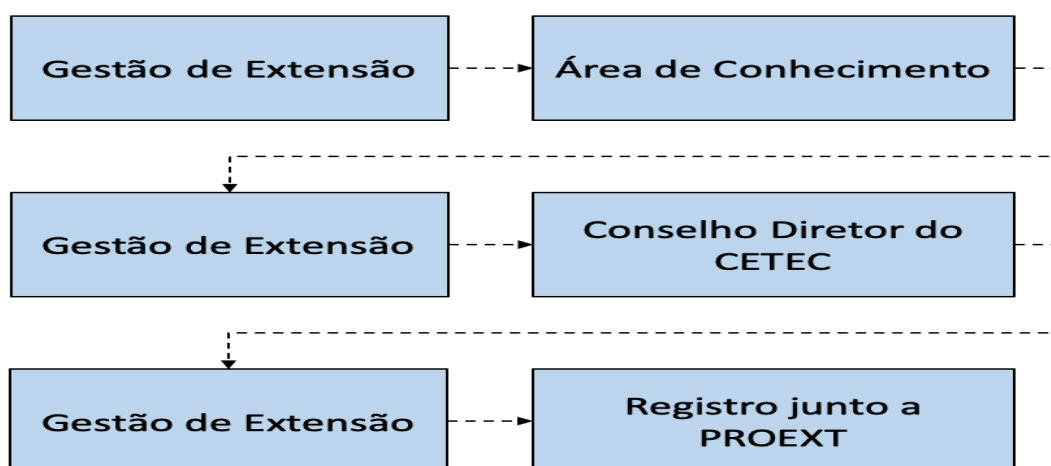 Gestão de Extensão
Área de Conhecimento
Gestão de Extensão
Conselho Diretor do
CETEC
Gestão de Extensão
Registro junto a
PROEXT